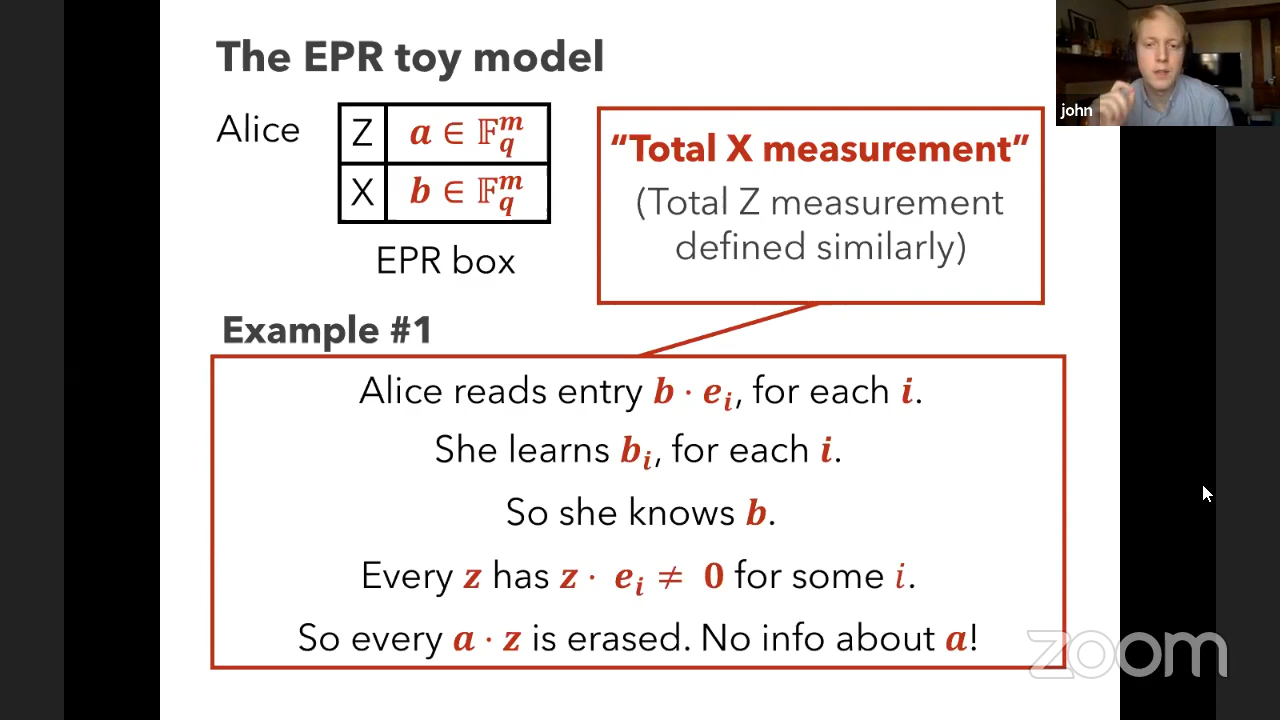 The EPR toy model
john
Alice
Z a ∈ 𝔽_q^m
X b ∈ 𝔽_q^m
EPR box
“Total X measurement”
(Total Z measurement
defined similarly)
Example #1
Alice reads entry b · e_i, for each i.
She learns b_i, for each i.
So she knows b.
Every z has z · e_i ≠ 0 for some i.
So every a · z is erased. No info about a!
zoom